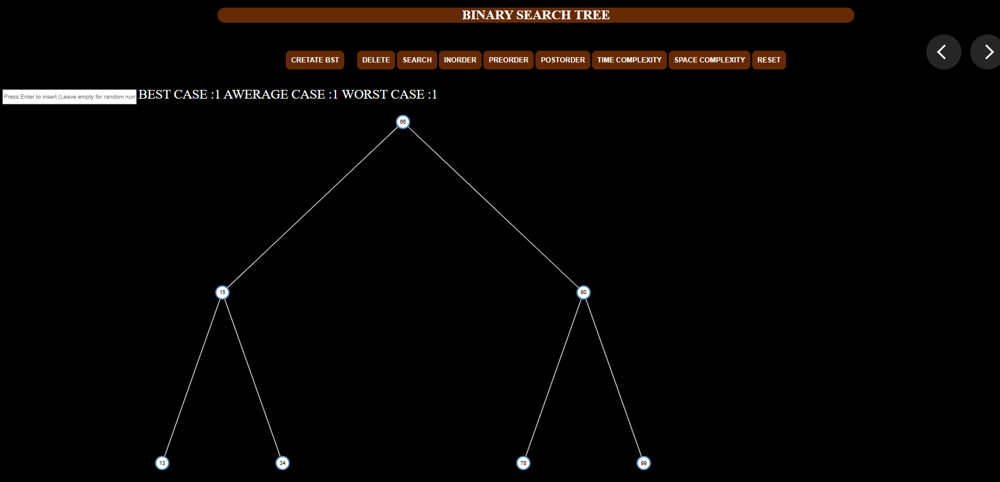 BINARY SEARCH TREE
CRETATE BST DELETE SEARCH INORDER PREORDER POSTORDER TIME COMPLEXITY SPACE COMPLEXITY RESET
Press Enter to insert (Leave empty for random num BEST CASE :1 AWERAGE CASE :1 WORST CASE :1
66
15 90
13 34 78 99